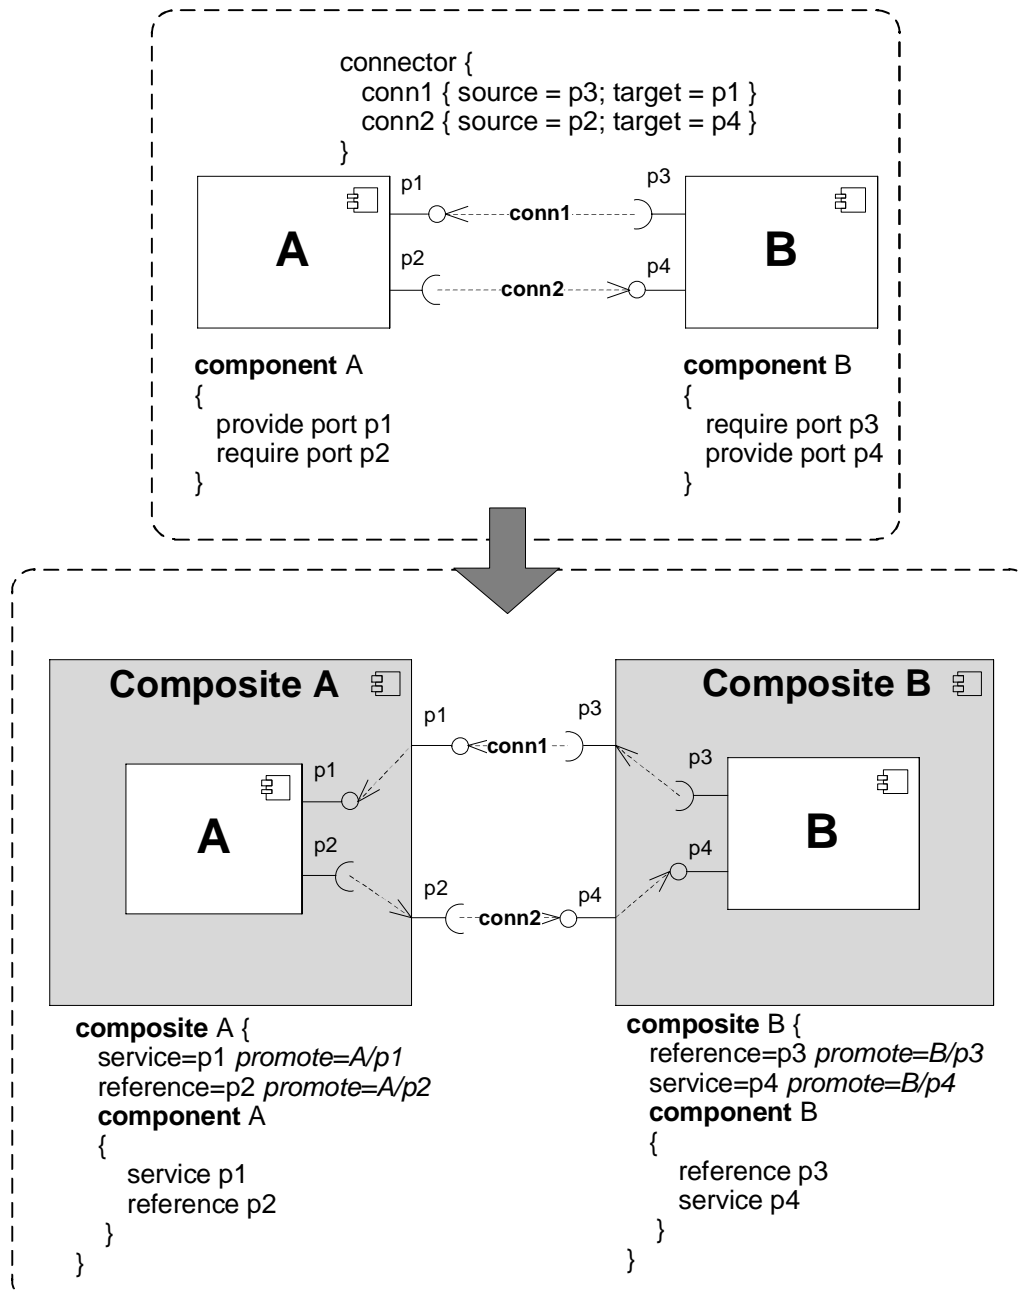 connector {
conn1 { source = p3; target = p1 }
conn2 { source = p2; target = p4 }
}
p1
p3
conn1
A
B
p2
p4
conn2
component A
{
provide port p1
require port p2
}
component B
{
require port p3
provide port p4
}
Composite A
Composite B
p1
p3
conn1
p1
p3
A
B
p2
p4
p2
p4
conn2
composite A {
service=p1 promote=A/p1
reference=p2 promote=A/p2
component A
{
service p1
reference p2
}
}
composite B {
reference=p3 promote=B/p3
service=p4 promote=B/p4
component B
{
reference p3
service p4
}
}